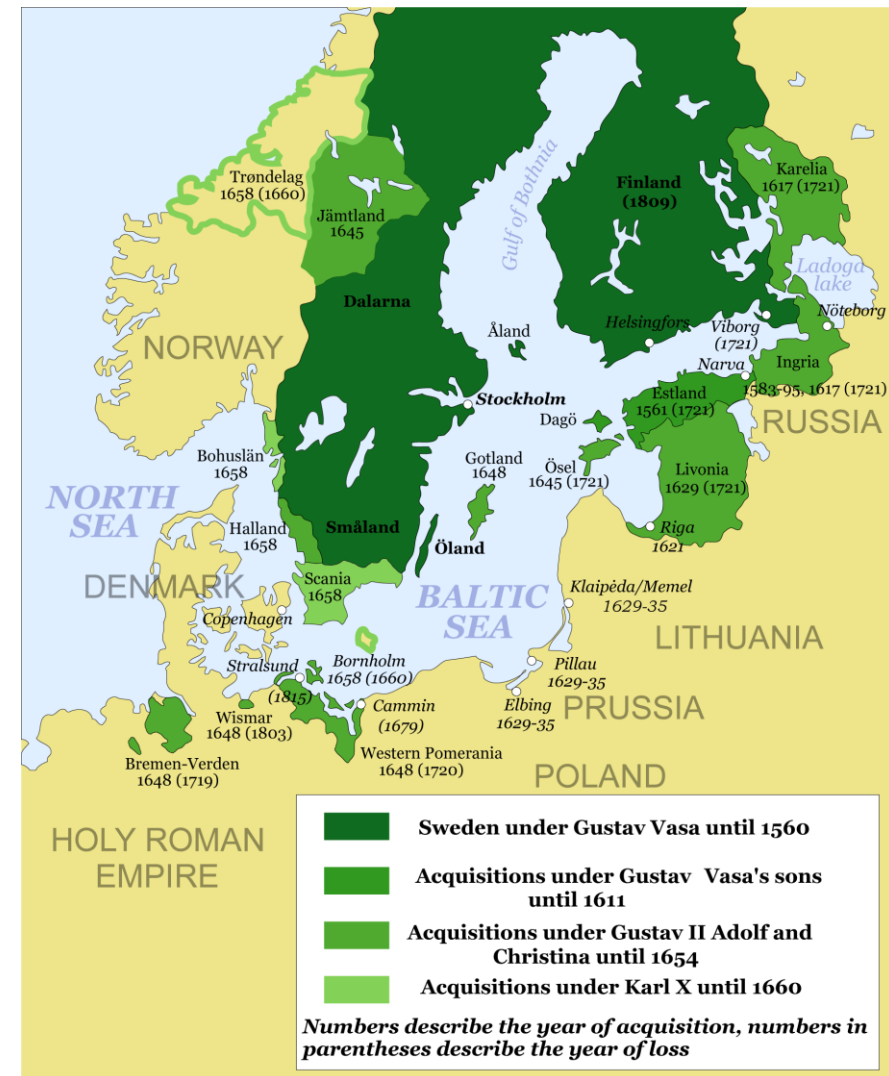 Trøndelag
1658 (1660)
Jämtland
1645
Gulf of Bothnia
Finland
(1809)
Karelia
1617 (1721)
Ladoga
lake
Dalarna
NORWAY
Åland
Helsingfors
Viborg
(1721)
Nöteborg
Narva
Ingria
1583-95, 1617 (1721)
Stockholm
Estland
1561 (1721)
RUSSIA
Dagö
Bohuslän
1658
Gotland
1648
Ösel
1645 (1721)
Livonia
1629 (1721)
NORTH
SEA
Halland
1658
Småland
Öland
Riga
1621
DENMARK
Scania
1658
BALTIC
SEA
Klaipėda/Memel
1629-35
Copenhagen
LITHUANIA
Stralsund
(1815)
Bornholm
1658 (1660)
Pillau
1629-35
Elbing
1629-35
PRUSSIA
Wismar
1648 (1803)
Cammin
(1679)
Bremen-Verden
1648 (1719)
Western Pomerania
1648 (1720)
POLAND
HOLY ROMAN
EMPIRE
Sweden under Gustav Vasa until 1560
Acquisitions under Gustav Vasa's sons
until 1611
Acquisitions under Gustav II Adolf and
Christina until 1654
Acquisitions under Karl X until 1660
Numbers describe the year of acquisition, numbers in
parentheses describe the year of loss